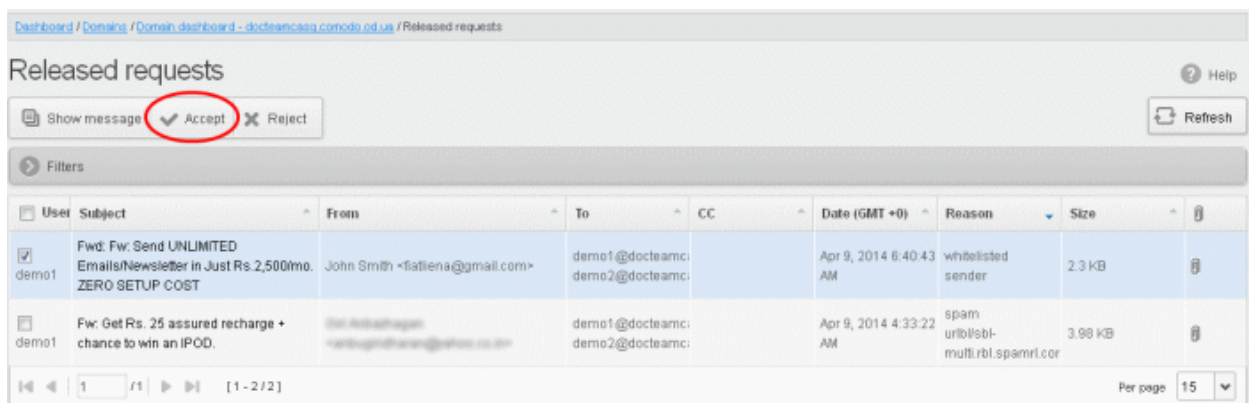 Dashboard / Domains / Domain dashboard - docteamcasg.comodo.od.ua / Released requests
Released requests
Help
Show message Accept Reject
Refresh
Filters
User Subject From To CC Date (GMT +0) Reason Size
Fwd: Fw: Send UNLIMITED
Emails/Newsletter in Just Rs.2,500/mo.
ZERO SETUP COST
demo1
John Smith <fiatliena@gmail.com>
demo1@docteamca
demo2@docteamca
Apr 9, 2014 6:40:43
AM
whitelisted
sender
2.3 KB
Fw: Get Rs. 25 assured recharge +
chance to win an IPOD.
demo1
demo1@docteamca
demo2@docteamca
Apr 9, 2014 4:33:22
AM
spam
urlbl/sbl-
multi.rbl.spamrl.cor
3.98 KB
1 /1 [1 - 2 / 2]
Per page 15